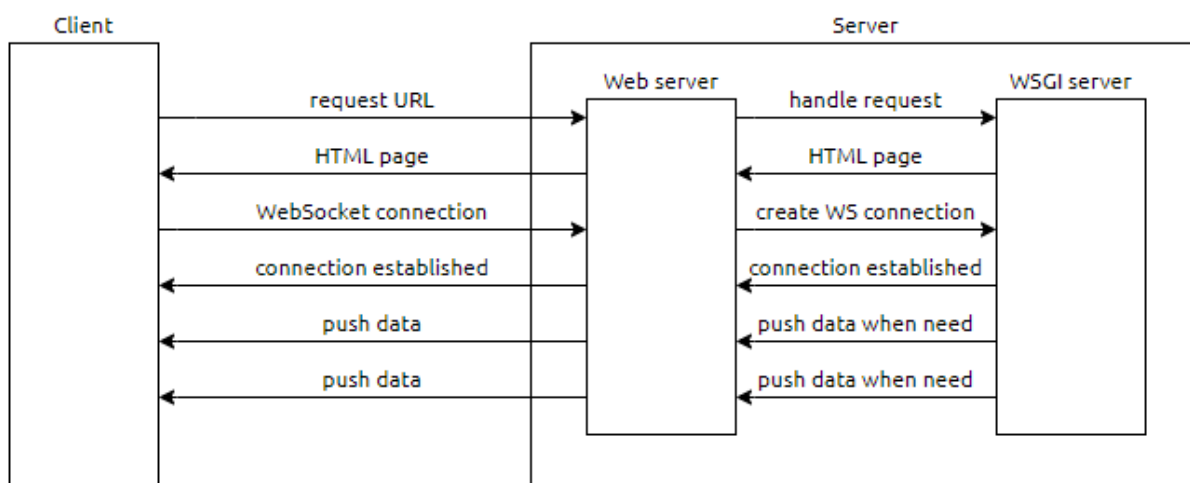 Client
Server
Web server
WSGI server
request URL
handle request
HTML page
HTML page
WebSocket connection
create WS connection
connection established
connection established
push data
push data when need
push data
push data when need